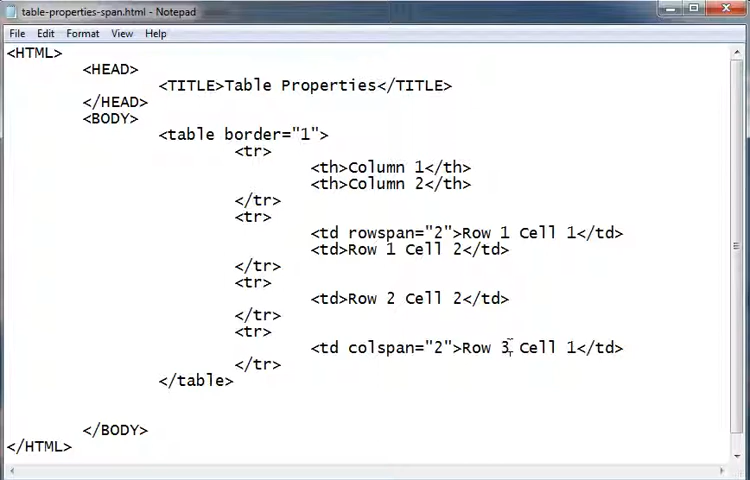 table-properties-span.html - Notepad
File Edit Format View Help
<HTML>
<HEAD>
<TITLE>Table Properties</TITLE>
</HEAD>
<BODY>
<table border="1">
<tr>
<th>Column 1</th>
<th>Column 2</th>
</tr>
<tr>
<td rowspan="2">Row 1 Cell 1</td>
<td>Row 1 Cell 2</td>
</tr>
<tr>
<td>Row 2 Cell 2</td>
</tr>
<tr>
<td colspan="2">Row 3 Cell 1</td>
</tr>
</table>
</BODY>
</HTML>